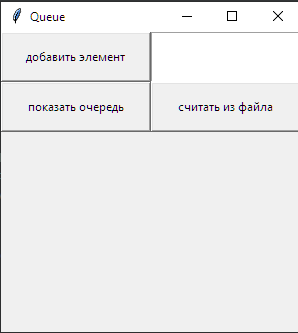 Queue
добавить элемент
показать очередь считать из файла